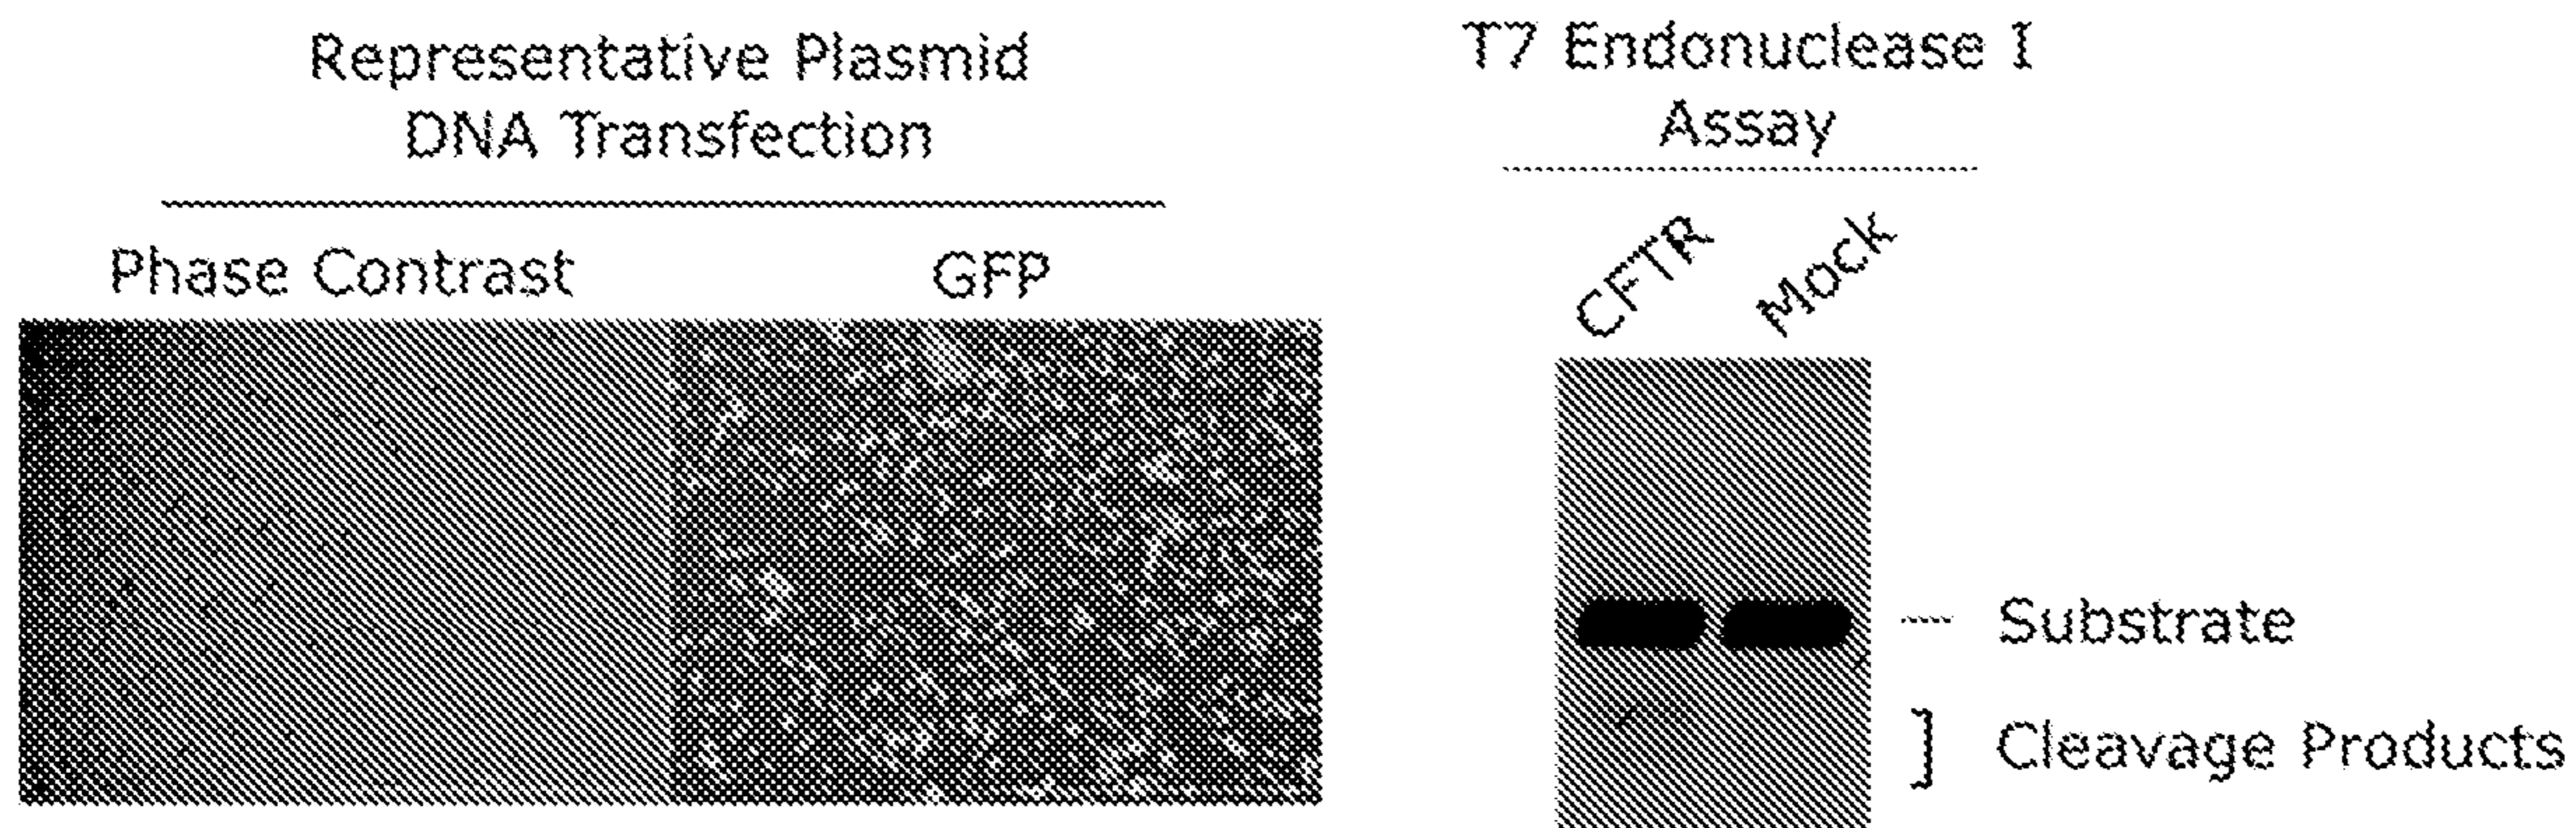 Representative Plasmid
DNA Transfection
Phase Contrast
GFP
T7 Endonuclease I
Assay
CFTR
Mock
Substrate
Cleavage Products